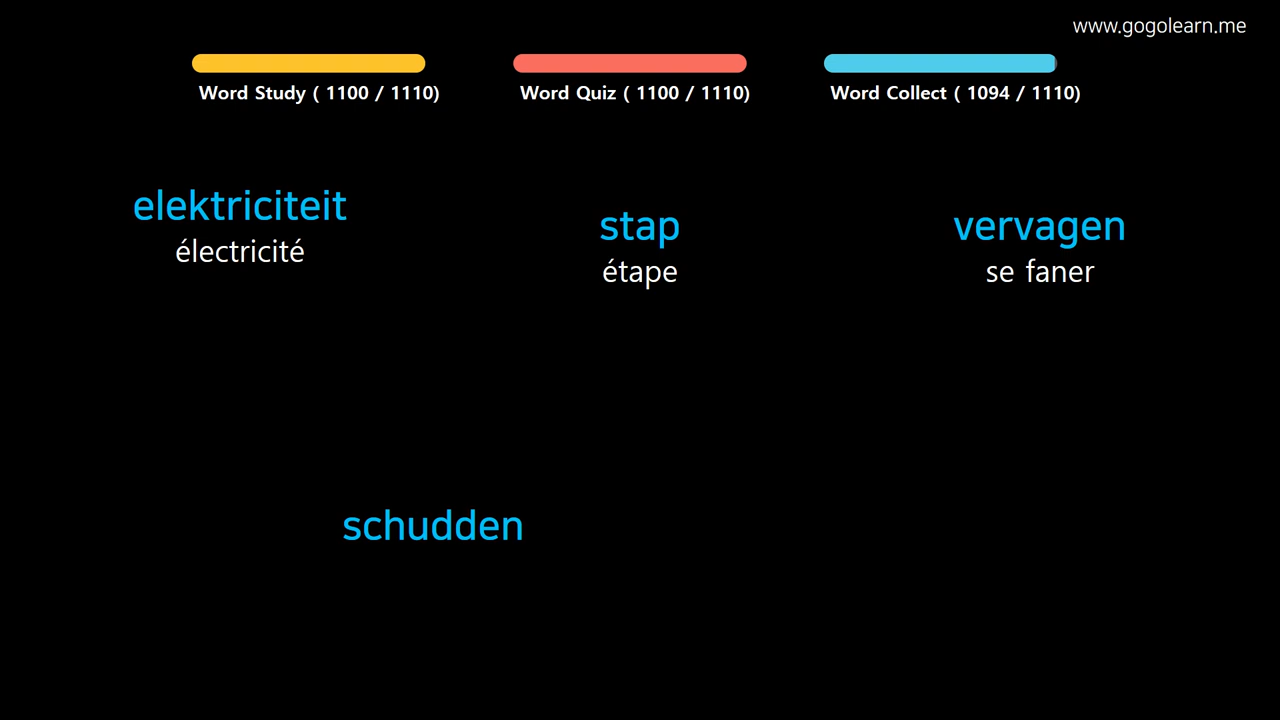 www.gogolearn.me
Word Study ( 1100 / 1110)
Word Quiz ( 1100 / 1110)
Word Collect ( 1094 / 1110)
elektriciteit
électricité
stap
étape
vervagen
se faner
schudden